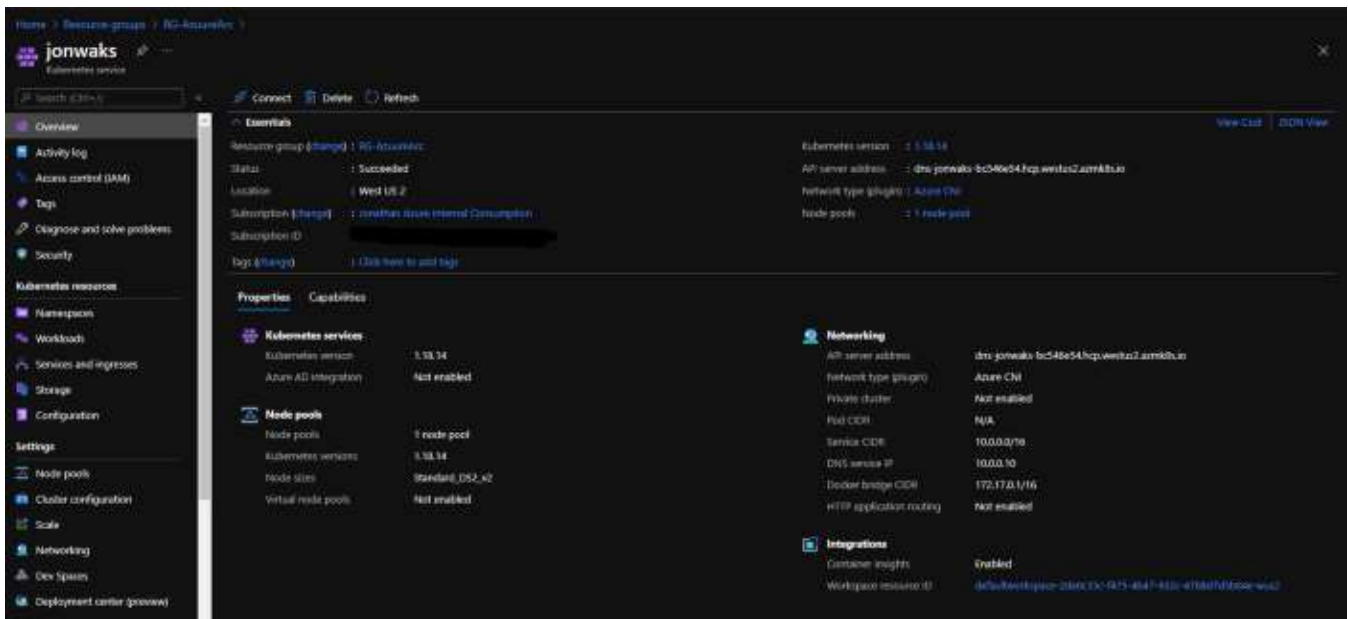 Home > Resource groups > RG-AzureArc >
jonwaks
Kubernetes service
Search (Ctrl+/)
Connect Delete Refresh
Overview
Activity log
Access control (IAM)
Tags
Diagnose and solve problems
Security
Kubernetes resources
Namespaces
Workloads
Services and ingresses
Storage
Configuration
Settings
Node pools
Cluster configuration
Scale
Networking
Dev Spaces
Deployment center (preview)
Essentials
View Cost JSON View
Resource group (change) : RG-AzureArc
Status : Succeeded
Location : West US 2
Subscription (change) : Jonathan Azure Internal Consumption
Subscription ID
Tags (change) : Click here to add tags
Kubernetes version : 1.18.14
API server address : dns-jonwaks-bc546e54.hcp.westus2.azmk8s.io
Network type (plugin) : Azure CNI
Node pools : 1 node pool
Properties Capabilities
Kubernetes services
Kubernetes version 1.18.14
Azure AD integration Not enabled
Node pools
Node pools 1 node pool
Kubernetes versions 1.18.14
Node sizes Standard_DS2_v2
Virtual node pools Not enabled
Networking
API server address dns-jonwaks-bc546e54.hcp.westus2.azmk8s.io
Network type (plugin) Azure CNI
Private cluster Not enabled
Pod CIDR N/A
Service CIDR 10.0.0.0/16
DNS service IP 10.0.0.10
Docker bridge CIDR 172.17.0.1/16
HTTP application routing Not enabled
Integrations
Container insights Enabled
Workspace resource ID